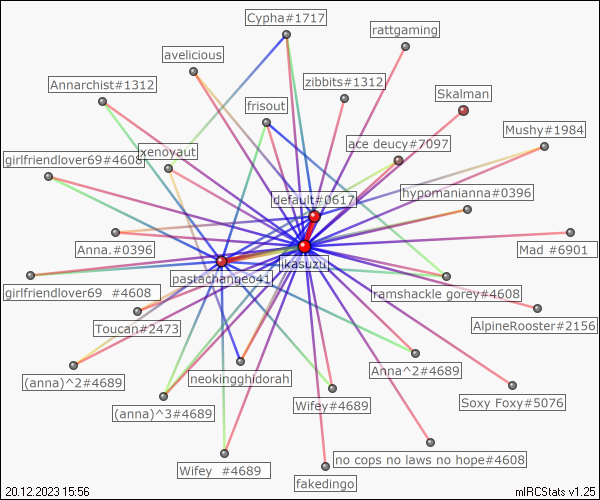 Cypha#1717
rattgaming
avelicious
Annarchist#1312
zibbits#1312
Skalman
frisout
Mushy#1984
ace deucy#7097
xenoyaut
girlfriendlover69#4608
hypomanianna#0396
default#0617
Anna.#0396
Mad #6901
ikasuzu
pastachangeo41
girlfriendlover69 #4608
ramshackle gorey#4608
Toucan#2473
AlpineRooster#2156
(anna)^2#4689
neokingghidorah
Anna^2#4689
Soxy Foxy#5076
(anna)^3#4689
Wifey#4689
no cops no laws no hope#4608
Wifey #4689
fakedingo
20.12.2023 15:56
mIRCStats v1.25